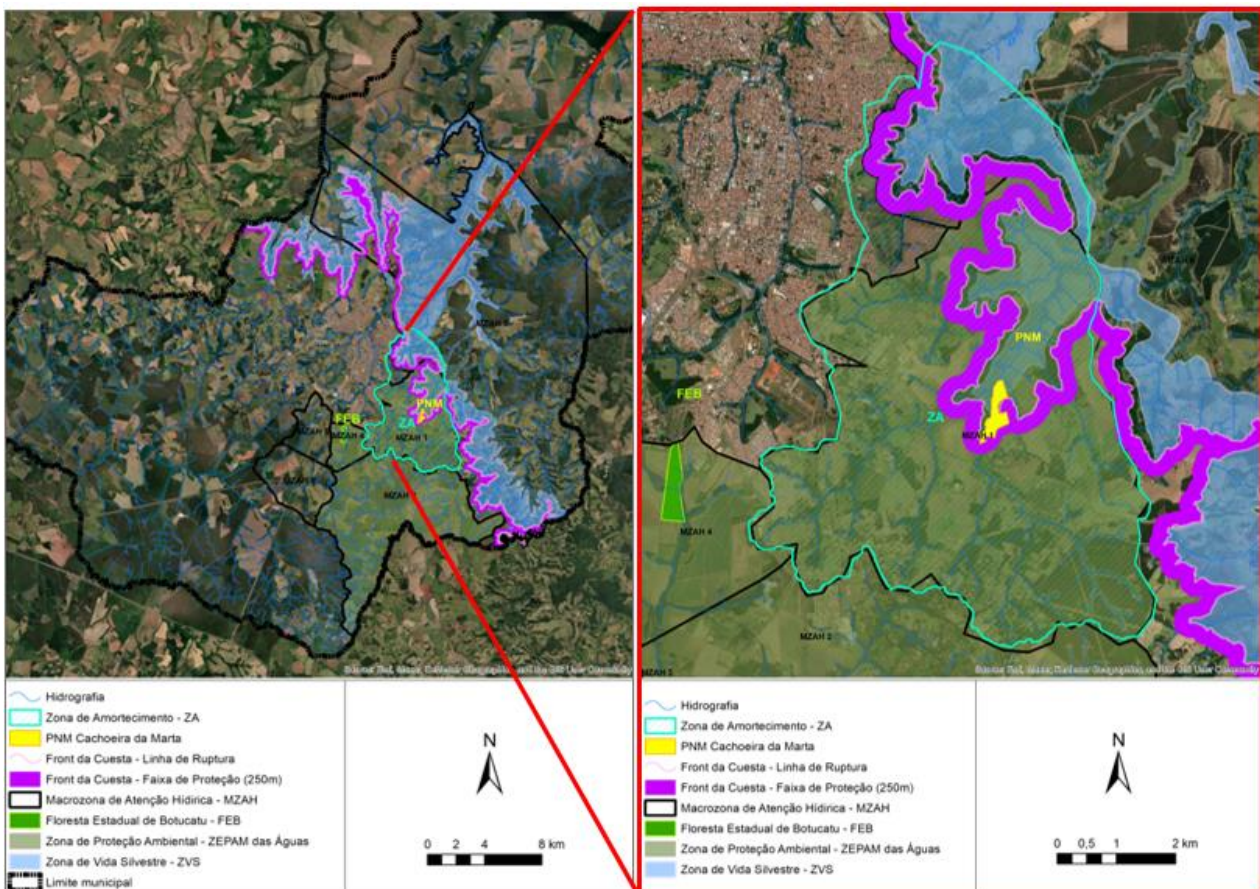 MZAH 5
ZA
PNM
FEB
MZAH 4
MZAH 1
MZAH 2
Hidrografia
Zona de Amortecimento - ZA
PNM Cachoeira da Marta
Front da Cuesta - Linha de Ruptura
Front da Cuesta - Faixa de Proteção (250m)
Macrozona de Atenção Hídirica - MZAH
Floresta Estadual de Botucatu - FEB
Zona de Proteção Ambiental - ZEPAM das Águas
Zona de Vida Silvestre - ZVS
Limite municipal
N
0 2 4 8 km
PNM
FEB
ZA
MZAH 1
MZAH 4
MZAH 2
MZAH 3
Hidrografia
Zona de Amortecimento - ZA
PNM Cachoeira da Marta
Front da Cuesta - Linha de Ruptura
Front da Cuesta - Faixa de Proteção (250m)
Macrozona de Atenção Hídirica - MZAH
Floresta Estadual de Botucatu - FEB
Zona de Proteção Ambiental - ZEPAM das Águas
Zona de Vida Silvestre - ZVS
N
0 0,5 1 2 km